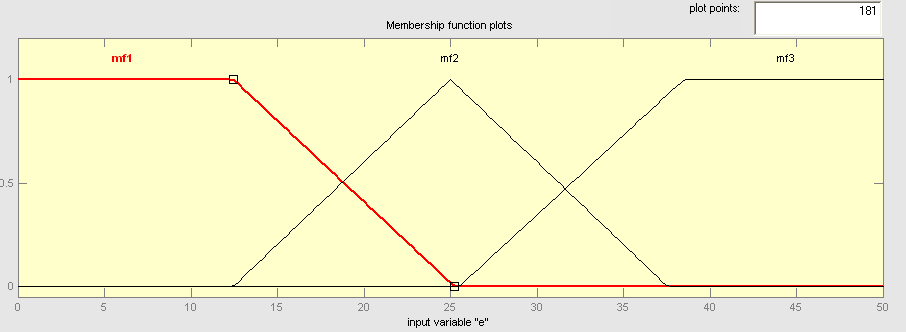 plot points: 181
Membership function plots
mf1 mf2 mf3
1
0.5
0
0 5 10 15 20 25 30 35 40 45 50
input variable "e"